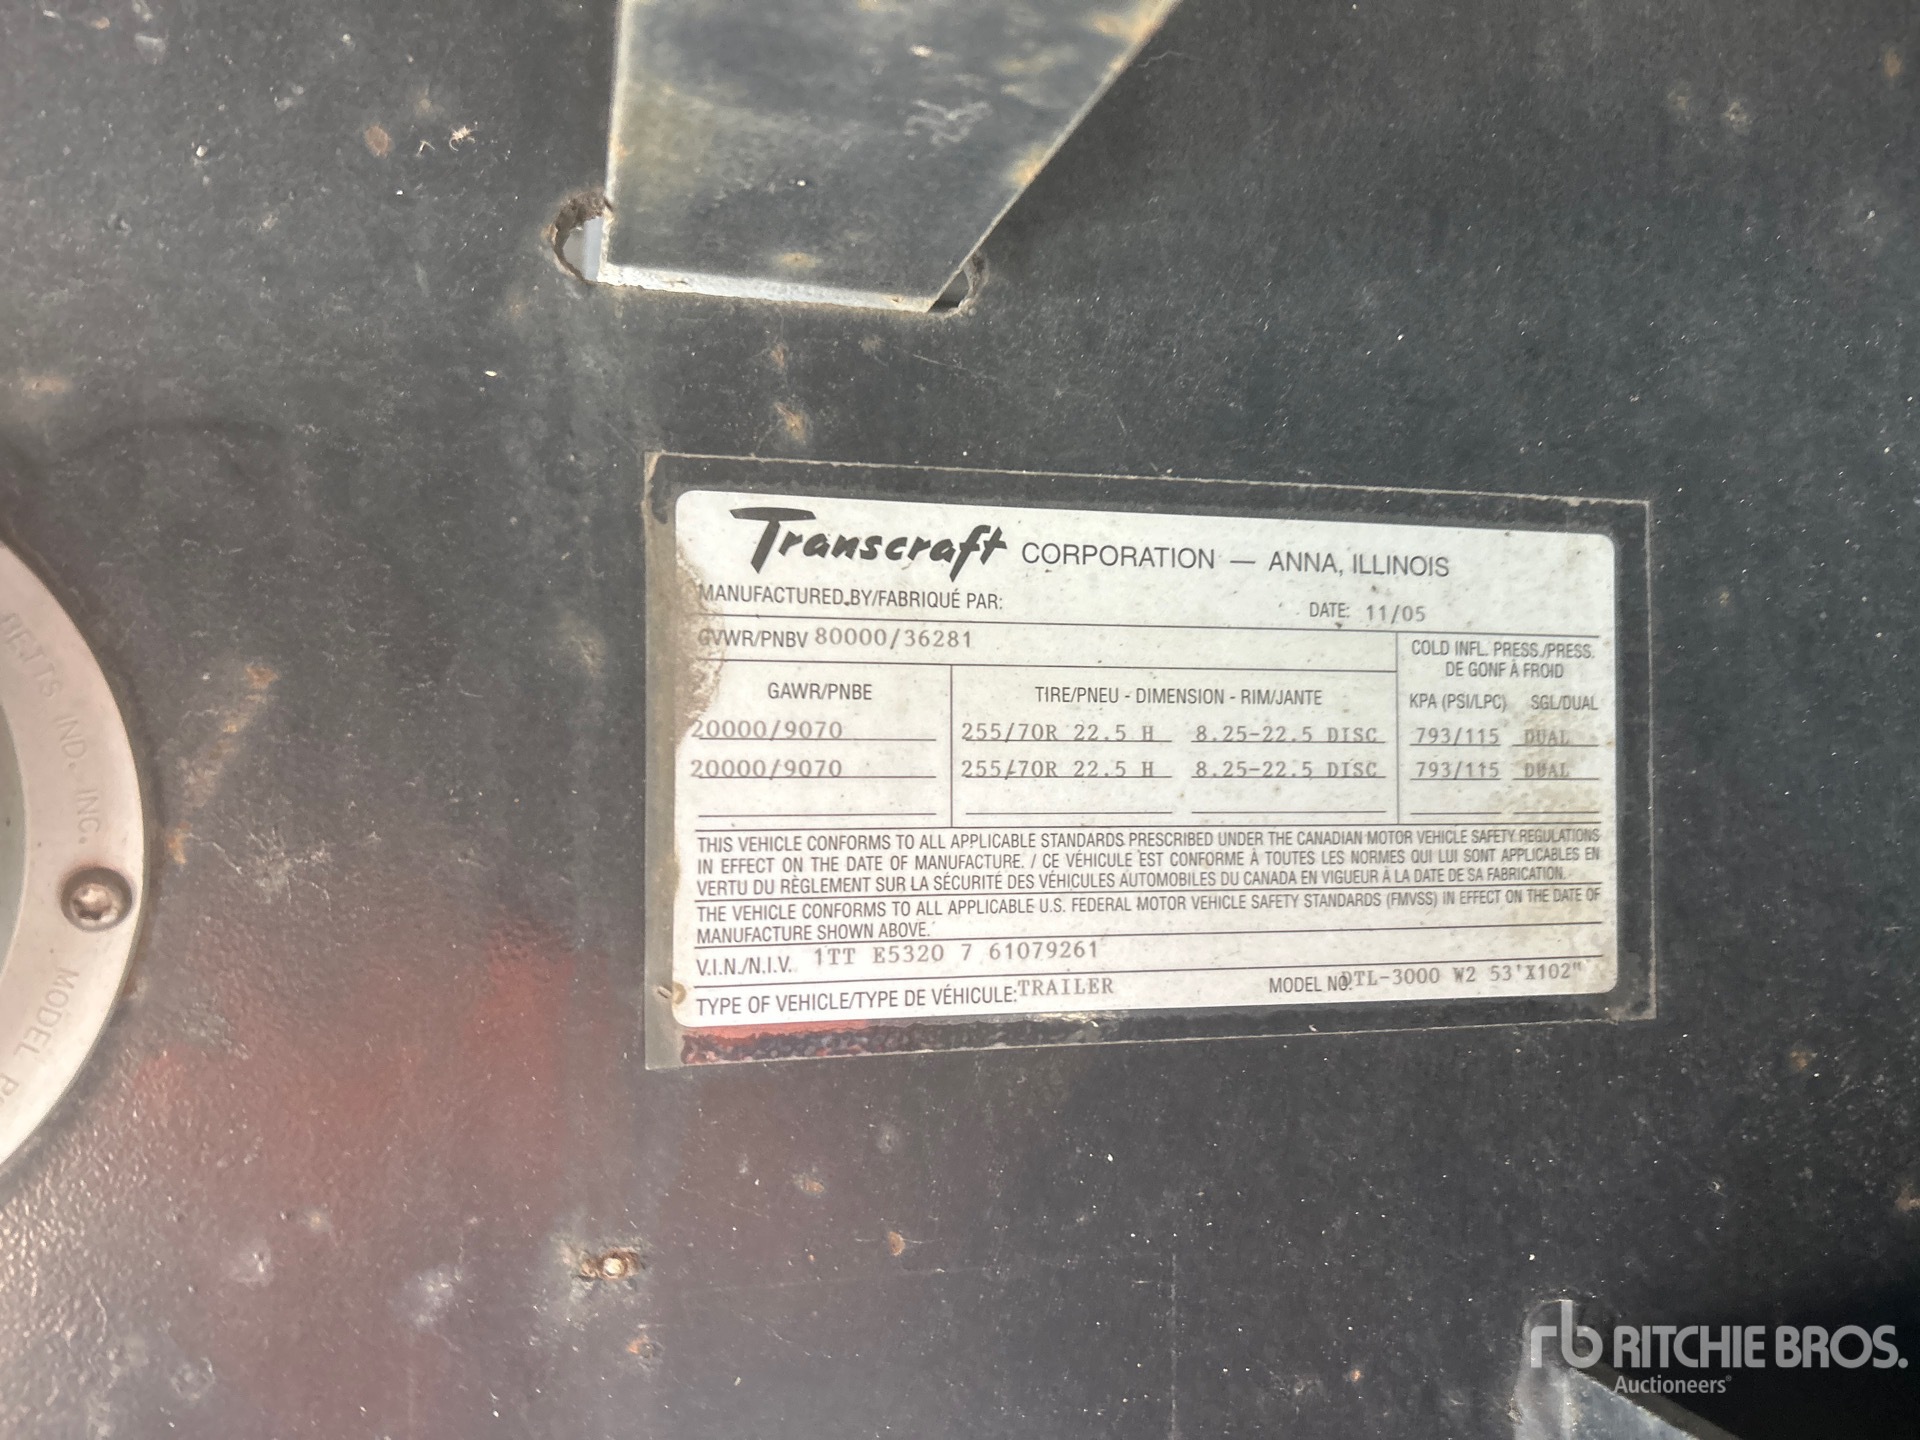 Transcraft CORPORATION — ANNA, ILLINOIS
MANUFACTURED BY/FABRIQUÉ PAR: DATE: 11/05
GVWR/PNBV 80000/36281
COLD INFL. PRESS./PRESS.
DE GONF À FROID
GAWR/PNBE TIRE/PNEU - DIMENSION - RIM/JANTE KPA (PSI/LPC) SGL/DUAL
20000/9070 255/70R 22.5 H 8.25-22.5 DISC 793/115 DUAL
20000/9070 255/70R 22.5 H 8.25-22.5 DISC 793/115 DUAL
THIS VEHICLE CONFORMS TO ALL APPLICABLE STANDARDS PRESCRIBED UNDER THE CANADIAN MOTOR VEHICLE SAFETY REGULATIONS
IN EFFECT ON THE DATE OF MANUFACTURE. / CE VÉHICULE EST CONFORME À TOUTES LES NORMES QUI LUI SONT APPLICABLES EN
VERTU DU RÈGLEMENT SUR LA SÉCURITÉ DES VÉHICULES AUTOMOBILES DU CANADA EN VIGUEUR À LA DATE DE SA FABRICATION.
THE VEHICLE CONFORMS TO ALL APPLICABLE U.S. FEDERAL MOTOR VEHICLE SAFETY STANDARDS (FMVSS) IN EFFECT ON THE DATE OF
MANUFACTURE SHOWN ABOVE.
V.I.N./N.I.V. 1TT E5320 7 61079261
TYPE OF VEHICLE/TYPE DE VÉHICULE: TRAILER MODEL NO. DTL-3000 W2 53'X102"
BETTS IND. INC.
MODEL
rb RITCHIE BROS.
Auctioneers